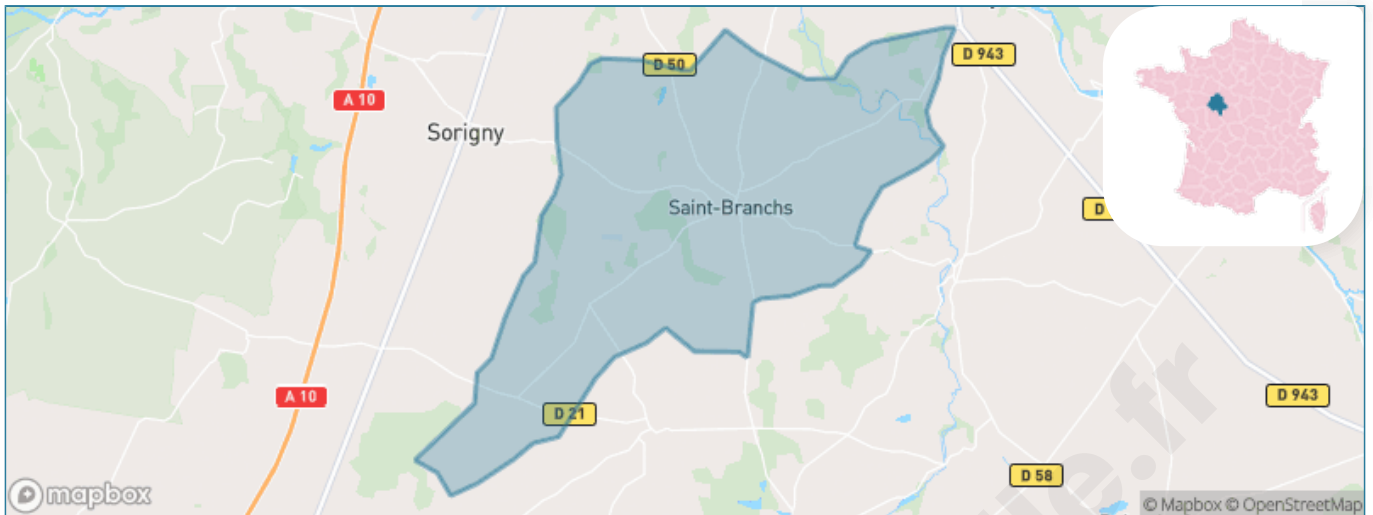 D 50
D 943
A 10
Sorigny
Saint-Branchs
D
A 10
D 943
D 21
D 58
mapbox
© Mapbox © OpenStreetMap